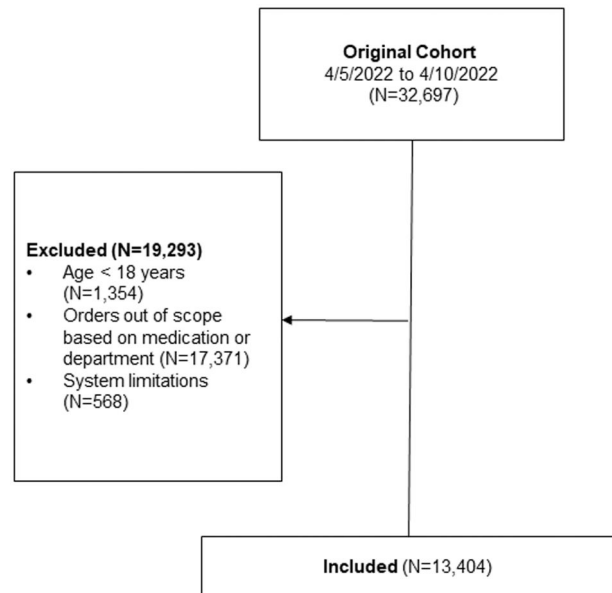 Original Cohort
4/5/2022 to 4/10/2022
(N=32,697)
Excluded (N=19,293)
• Age < 18 years
(N=1,354)
• Orders out of scope
based on medication or
department (N=17,371)
• System limitations
(N=568)
Included (N=13,404)